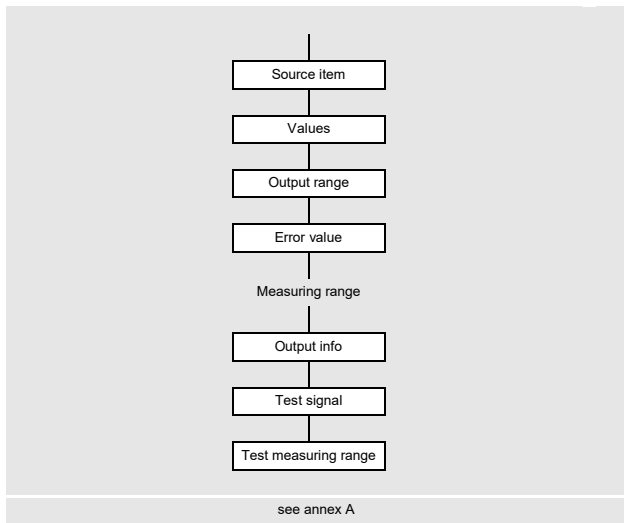 Source item
Values
Output range
Error value
Measuring range
Output info
Test signal
Test measuring range
see annex A